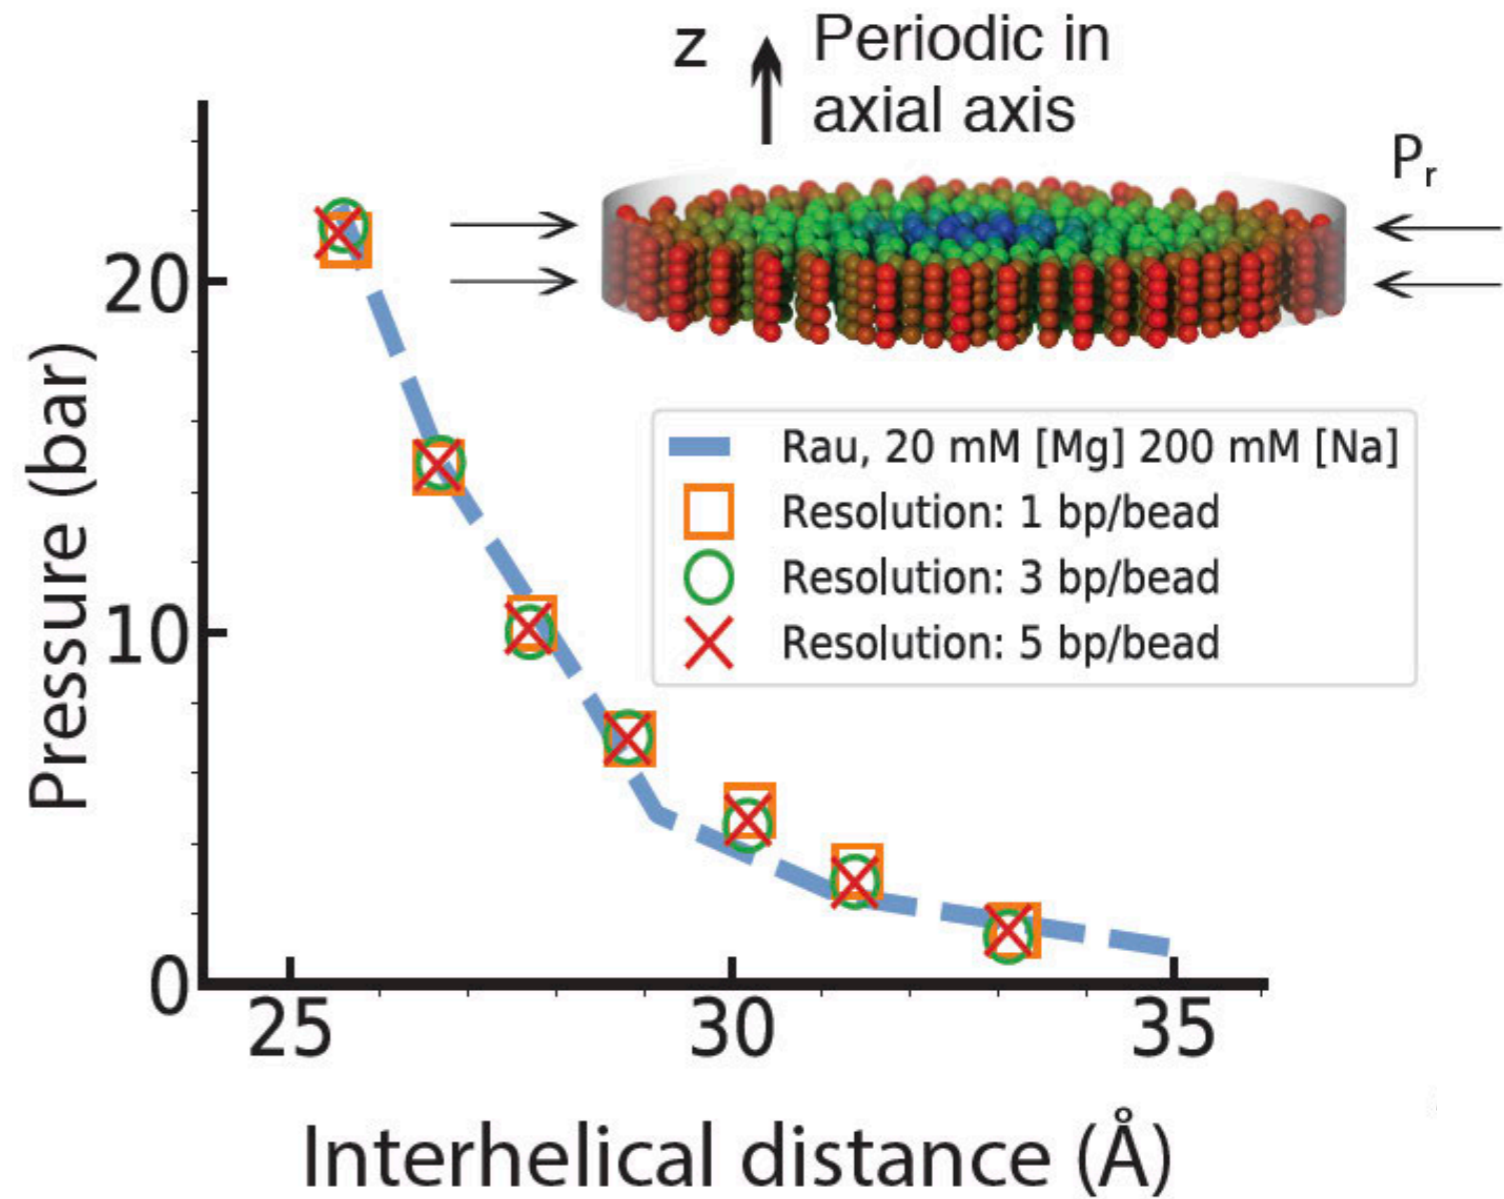 z
Periodic in
axial axis
Pr
Pressure (bar)
20
10
0
Rau, 20 mM [Mg] 200 mM [Na]
Resolution: 1 bp/bead
Resolution: 3 bp/bead
Resolution: 5 bp/bead
25
30
35
Interhelical distance (Å)